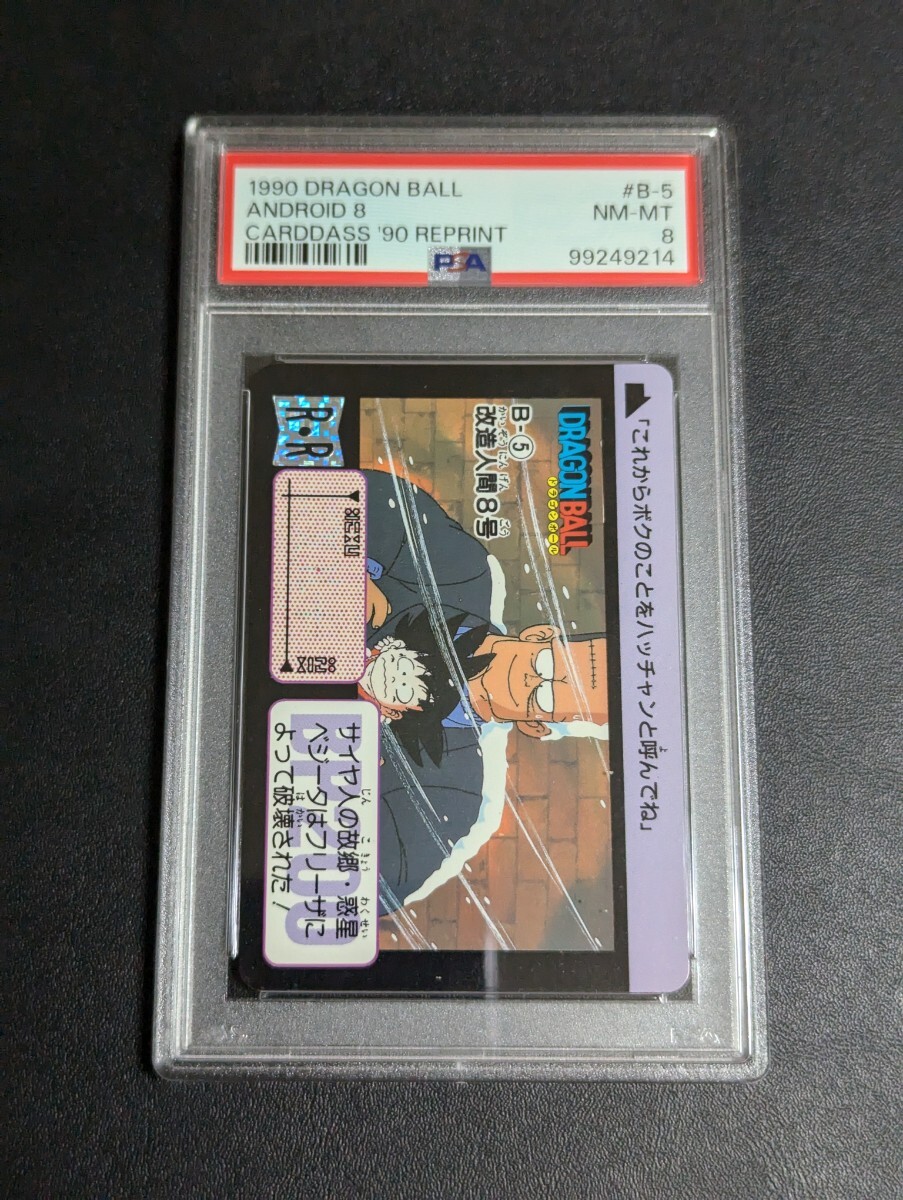 1990 DRAGON BALL #B-5
ANDROID 8 NM-MT
CARDDASS '90 REPRINT 8
PSA 99249214
「これからボクのことをハッチャンと呼んでね」
DRAGON BALL
ドラゴンボール
B-⑤
改造人間8号
R・R
サイヤ人の故郷・惑星
ベジータはフリーザに
よって破壊された!